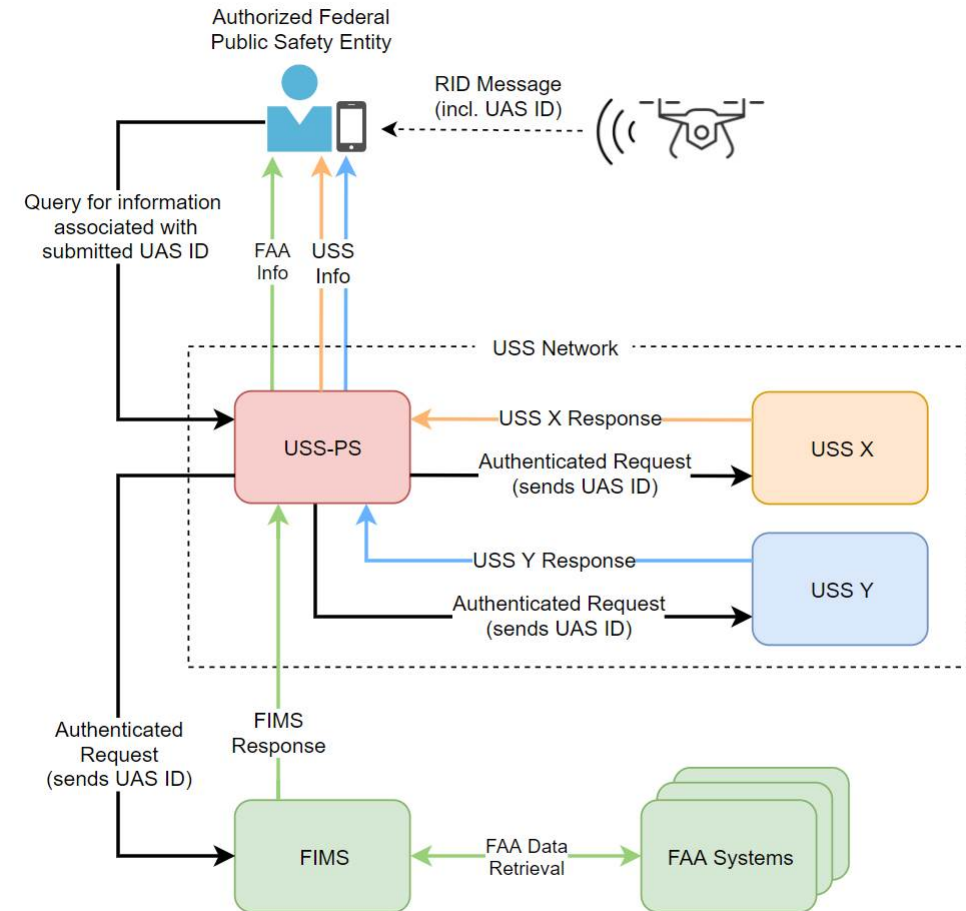 Authorized Federal
Public Safety Entity
RID Message
(incl. UAS ID)
Query for information
associated with
submitted UAS ID
FAA
Info
USS
Info
USS Network
USS-PS
USS X Response
Authenticated Request
(sends UAS ID)
USS X
USS Y Response
Authenticated Request
(sends UAS ID)
USS Y
Authenticated
Request
(sends UAS ID)
FIMS
Response
FIMS
FAA Data
Retrieval
FAA Systems